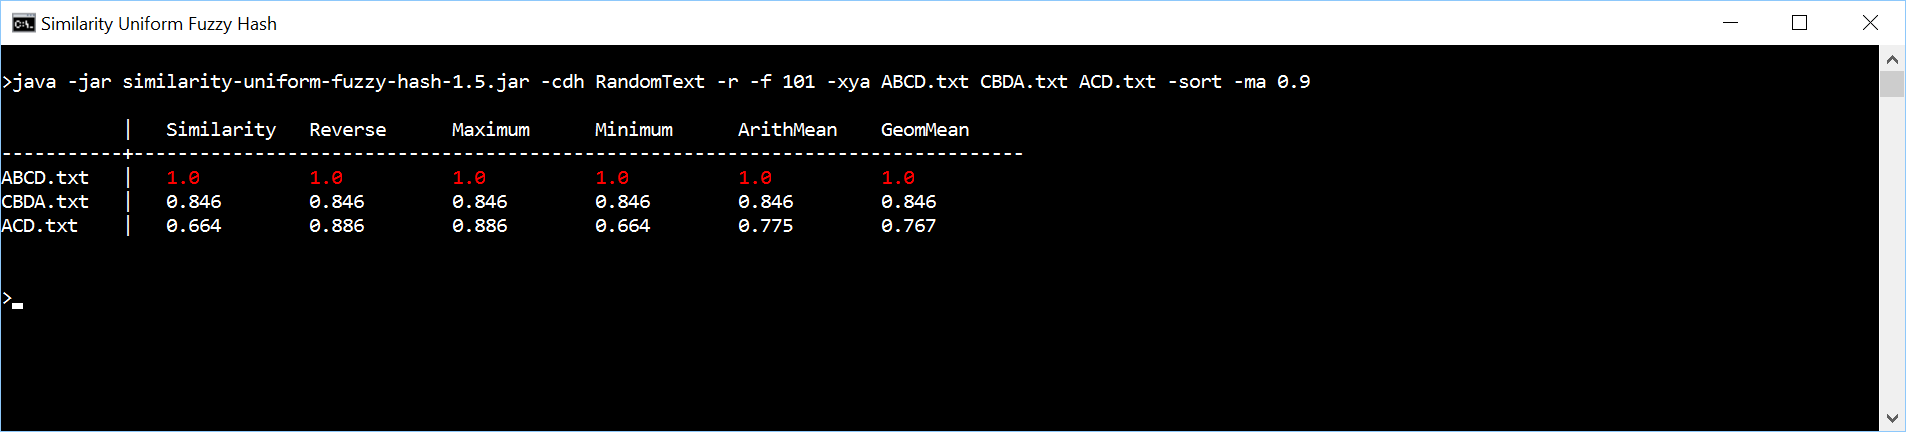 Similarity Uniform Fuzzy Hash
>java -jar similarity-uniform-fuzzy-hash-1.5.jar -cdh RandomText -r -f 101 -xya ABCD.txt CBDA.txt ACD.txt -sort -ma 0.9
| Similarity Reverse Maximum Minimum ArithMean GeomMean
-----------+---------------------------------------------------------------------------------
ABCD.txt | 1.0 1.0 1.0 1.0 1.0 1.0
CBDA.txt | 0.846 0.846 0.846 0.846 0.846 0.846
ACD.txt | 0.664 0.886 0.886 0.664 0.775 0.767
>_